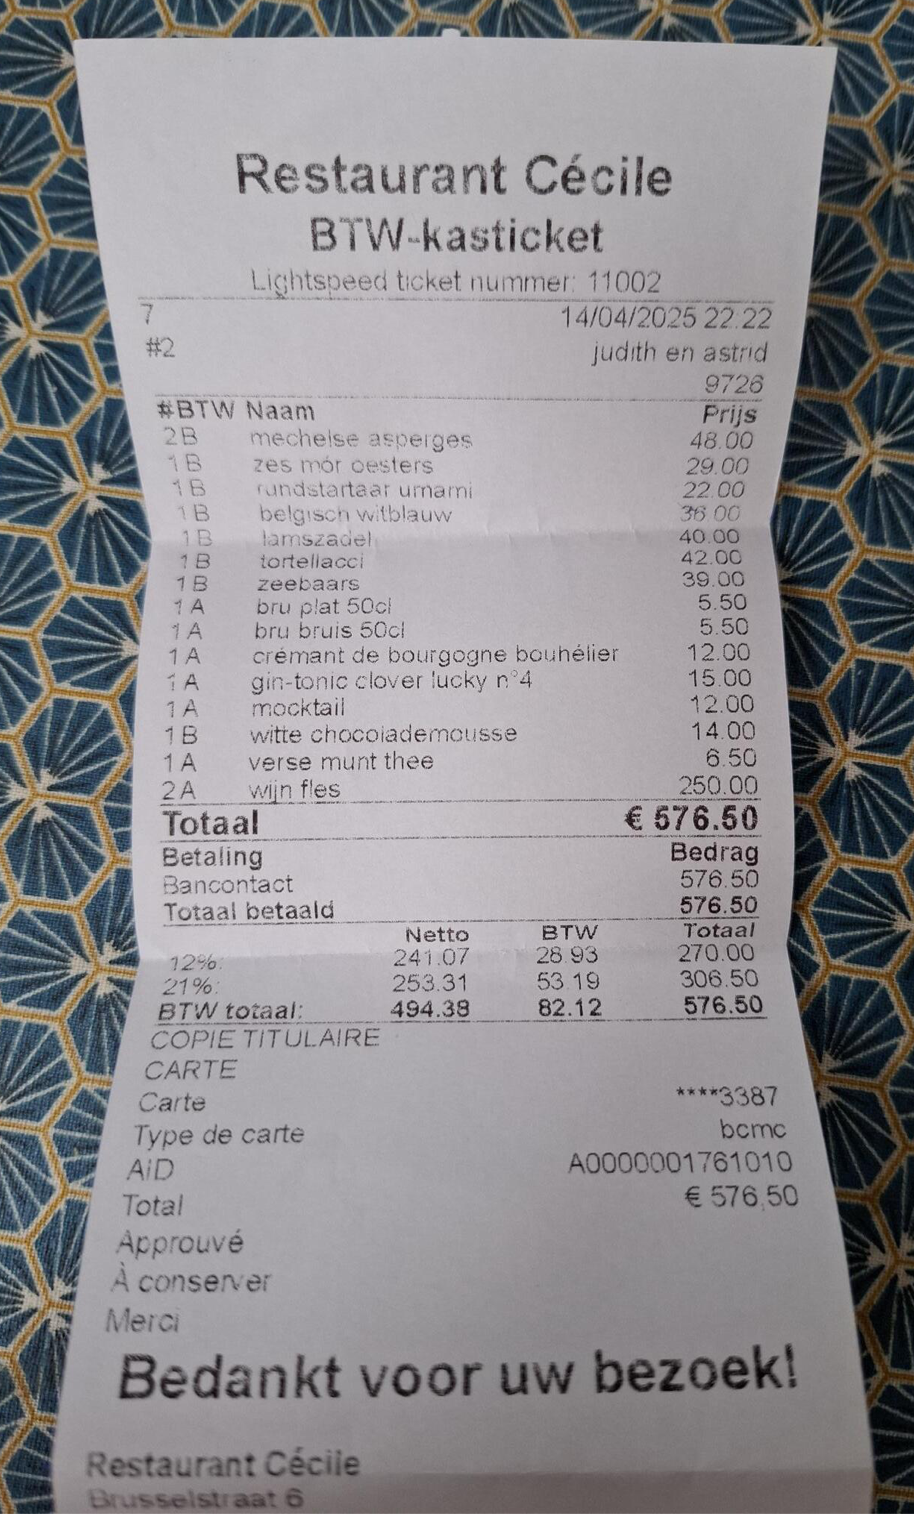 Restaurant Cécile
BTW-kasticket
Lightspeed ticket nummer: 11002
7 14/04/2025 22:22
#2 judith en astrid
9726
#BTW Naam Prijs
2B mechelse asperges 48.00
1B zes mór oesters 29.00
1B rundstartaar umami 22.00
1B belgisch witblauw 36.00
1B lamszadel 40.00
1B tortellacci 42.00
1B zeebaars 39.00
1A bru plat 50cl 5.50
1A bru bruis 50cl 5.50
1A crémant de bourgogne bouhélier 12.00
1A gin-tonic clover lucky n°4 15.00
1A mocktail 12.00
1B witte chocolademousse 14.00
1A verse munt thee 6.50
2A wijn fles 250.00
Totaal € 576.50
Betaling Bedrag
Bancontact 576.50
Totaal betaald 576.50
Netto BTW Totaal
12%: 241.07 28.93 270.00
21%: 253.31 53.19 306.50
BTW totaal: 494.38 82.12 576.50
COPIE TITULAIRE
CARTE
Carte ****3387
Type de carte bcmc
AID A0000001761010
Total € 576,50
Approuvé
À conserver
Merci
Bedankt voor uw bezoek!
Restaurant Cécile
Brusselstraat 6